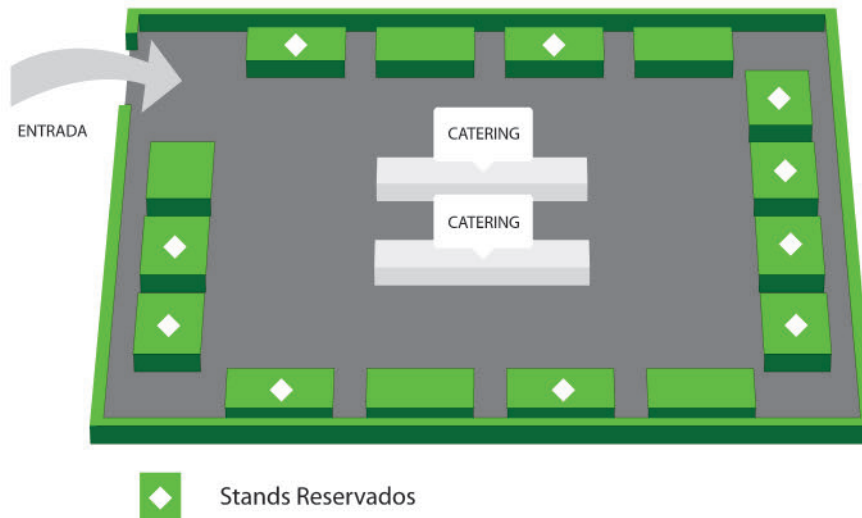 ENTRADA
CATERING
CATERING
Stands Reservados